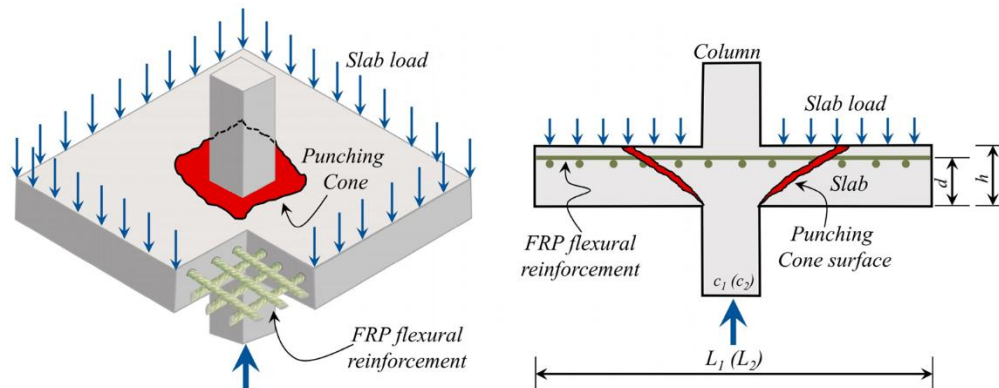 Slab load
Punching
Cone
FRP flexural
reinforcement
Column
Slab load
Slab
d
h
FRP flexural
reinforcement
Punching
Cone surface
c₁ (c₂)
L₁ (L₂)